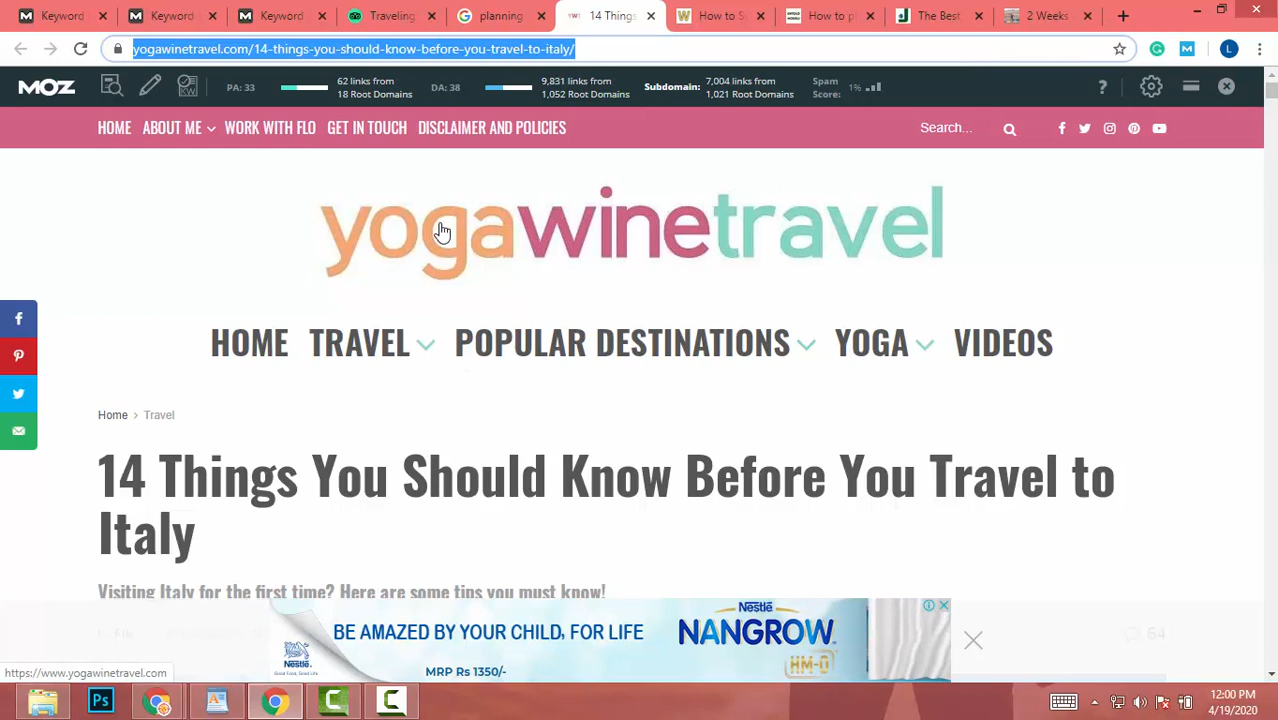 Keyword
Keyword
Keyword
Traveling
planning
14 Things
How to S
How to p
The Best
2 Weeks
yogawinetravel.com/14-things-you-should-know-before-you-travel-to-italy/
L
MOZ
PA: 33
62 links from
18 Root Domains
DA: 38
9,831 links from
1,052 Root Domains
Subdomain:
7,004 links from
1,021 Root Domains
Spam
Score: 1%
?
HOME ABOUT ME WORK WITH FLO GET IN TOUCH DISCLAIMER AND POLICIES
Search...
yogawinetravel
HOME TRAVEL POPULAR DESTINATIONS YOGA VIDEOS
Home > Travel
14 Things You Should Know Before You Travel to
Italy
Visiting Italy for the first time? Here are some tips you must know!
64
Nestle
BE AMAZED BY YOUR CHILD, FOR LIFE
Nestle
NANGROW
HM-O
MRP Rs 1350/-
https://www.yogawinetravel.com
Ps
12:00 PM
4/19/2020